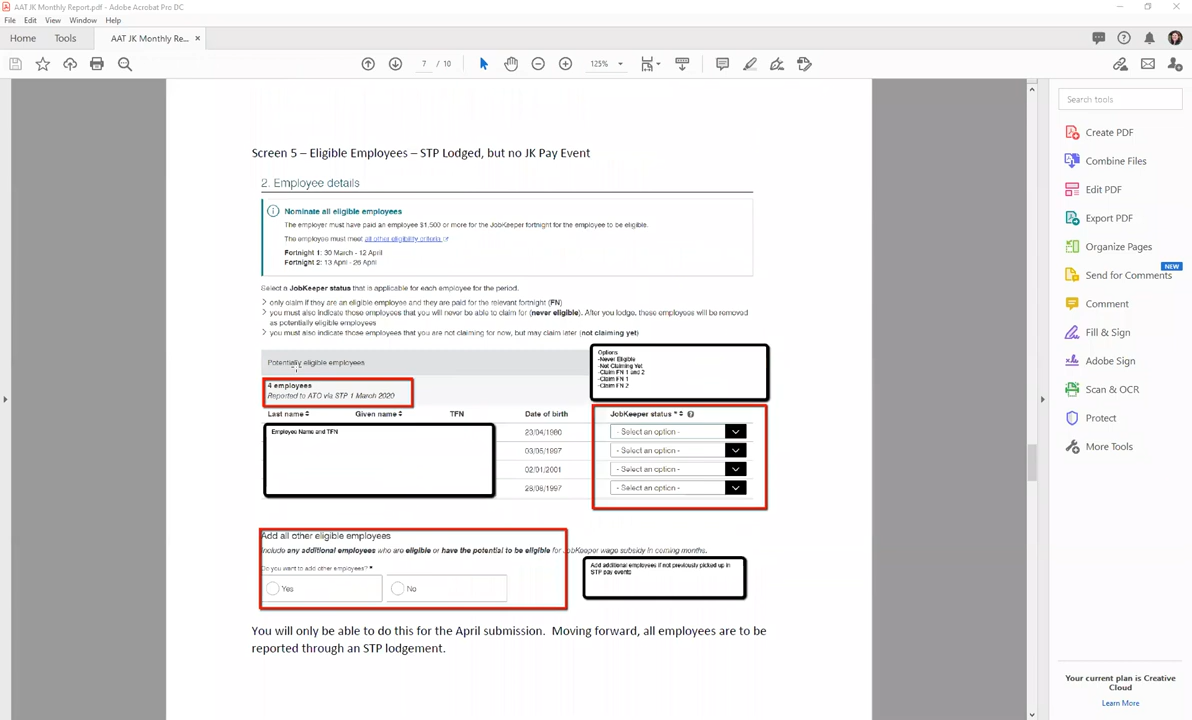 AAT JK Monthly Report.pdf - Adobe Acrobat Pro DC
File Edit View Window Help
Home Tools AAT JK Monthly Re... ×
7 / 10 125%
Search tools
Create PDF
Combine Files
Edit PDF
Export PDF
Organize Pages
NEW
Send for Comments
Comment
Fill & Sign
Adobe Sign
Scan & OCR
Protect
More Tools
Your current plan is Creative
Cloud
Learn More
Screen 5 – Eligible Employees – STP Lodged, but no JK Pay Event
2. Employee details
Nominate all eligible employees
The employer must have paid an employee $1,500 or more for the JobKeeper fortnight for the employee to be eligible.
The employee must meet all other eligibility criteria
Fortnight 1: 30 March - 12 April
Fortnight 2: 13 April - 26 April
Select a JobKeeper status that is applicable for each employee for the period.
> only claim if they are an eligible employee and they are paid for the relevant fortnight (FN)
> you must also indicate those employees that you will never be able to claim for (never eligible). After you lodge, these employees will be removed
as potentially eligible employees
> you must also indicate those employees that you are not claiming for now, but may claim later (not claiming yet)
Potentially eligible employees
Options
-Never Eligible
-Not Claiming Yet
-Claim FN 1 and 2
-Claim FN 1
-Claim FN 2
4 employees
Reported to ATO via STP 1 March 2020
Last name Given name TFN Date of birth JobKeeper status *
Employee Name and TFN
23/04/1980 - Select an option -
03/05/1997 - Select an option -
02/01/2001 - Select an option -
28/08/1997 - Select an option -
Add all other eligible employees
Include any additional employees who are eligible or have the potential to be eligible for JobKeeper wage subsidy in coming months.
Do you want to add other employees? *
Yes No
Add additional employees if not previously picked up in
STP pay events
You will only be able to do this for the April submission. Moving forward, all employees are to be
reported through an STP lodgement.